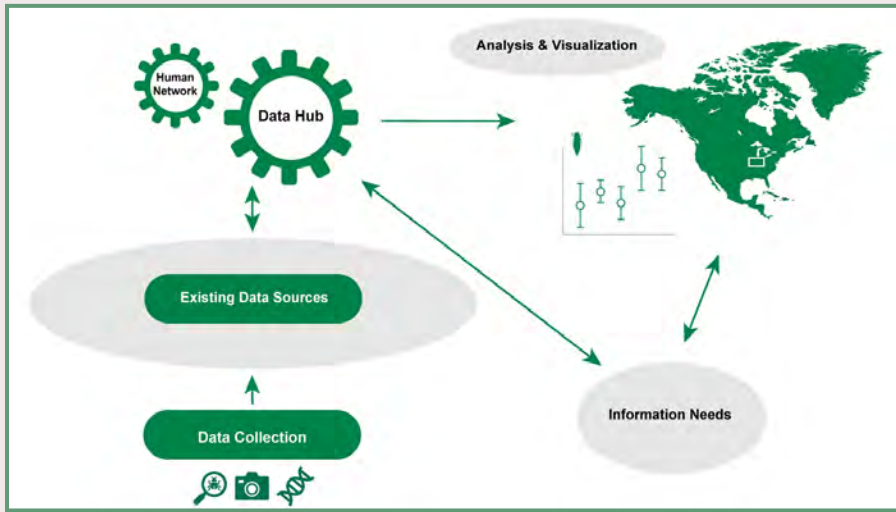 Analysis & Visualization
Human
Network
Data Hub
Existing Data Sources
Information Needs
Data Collection